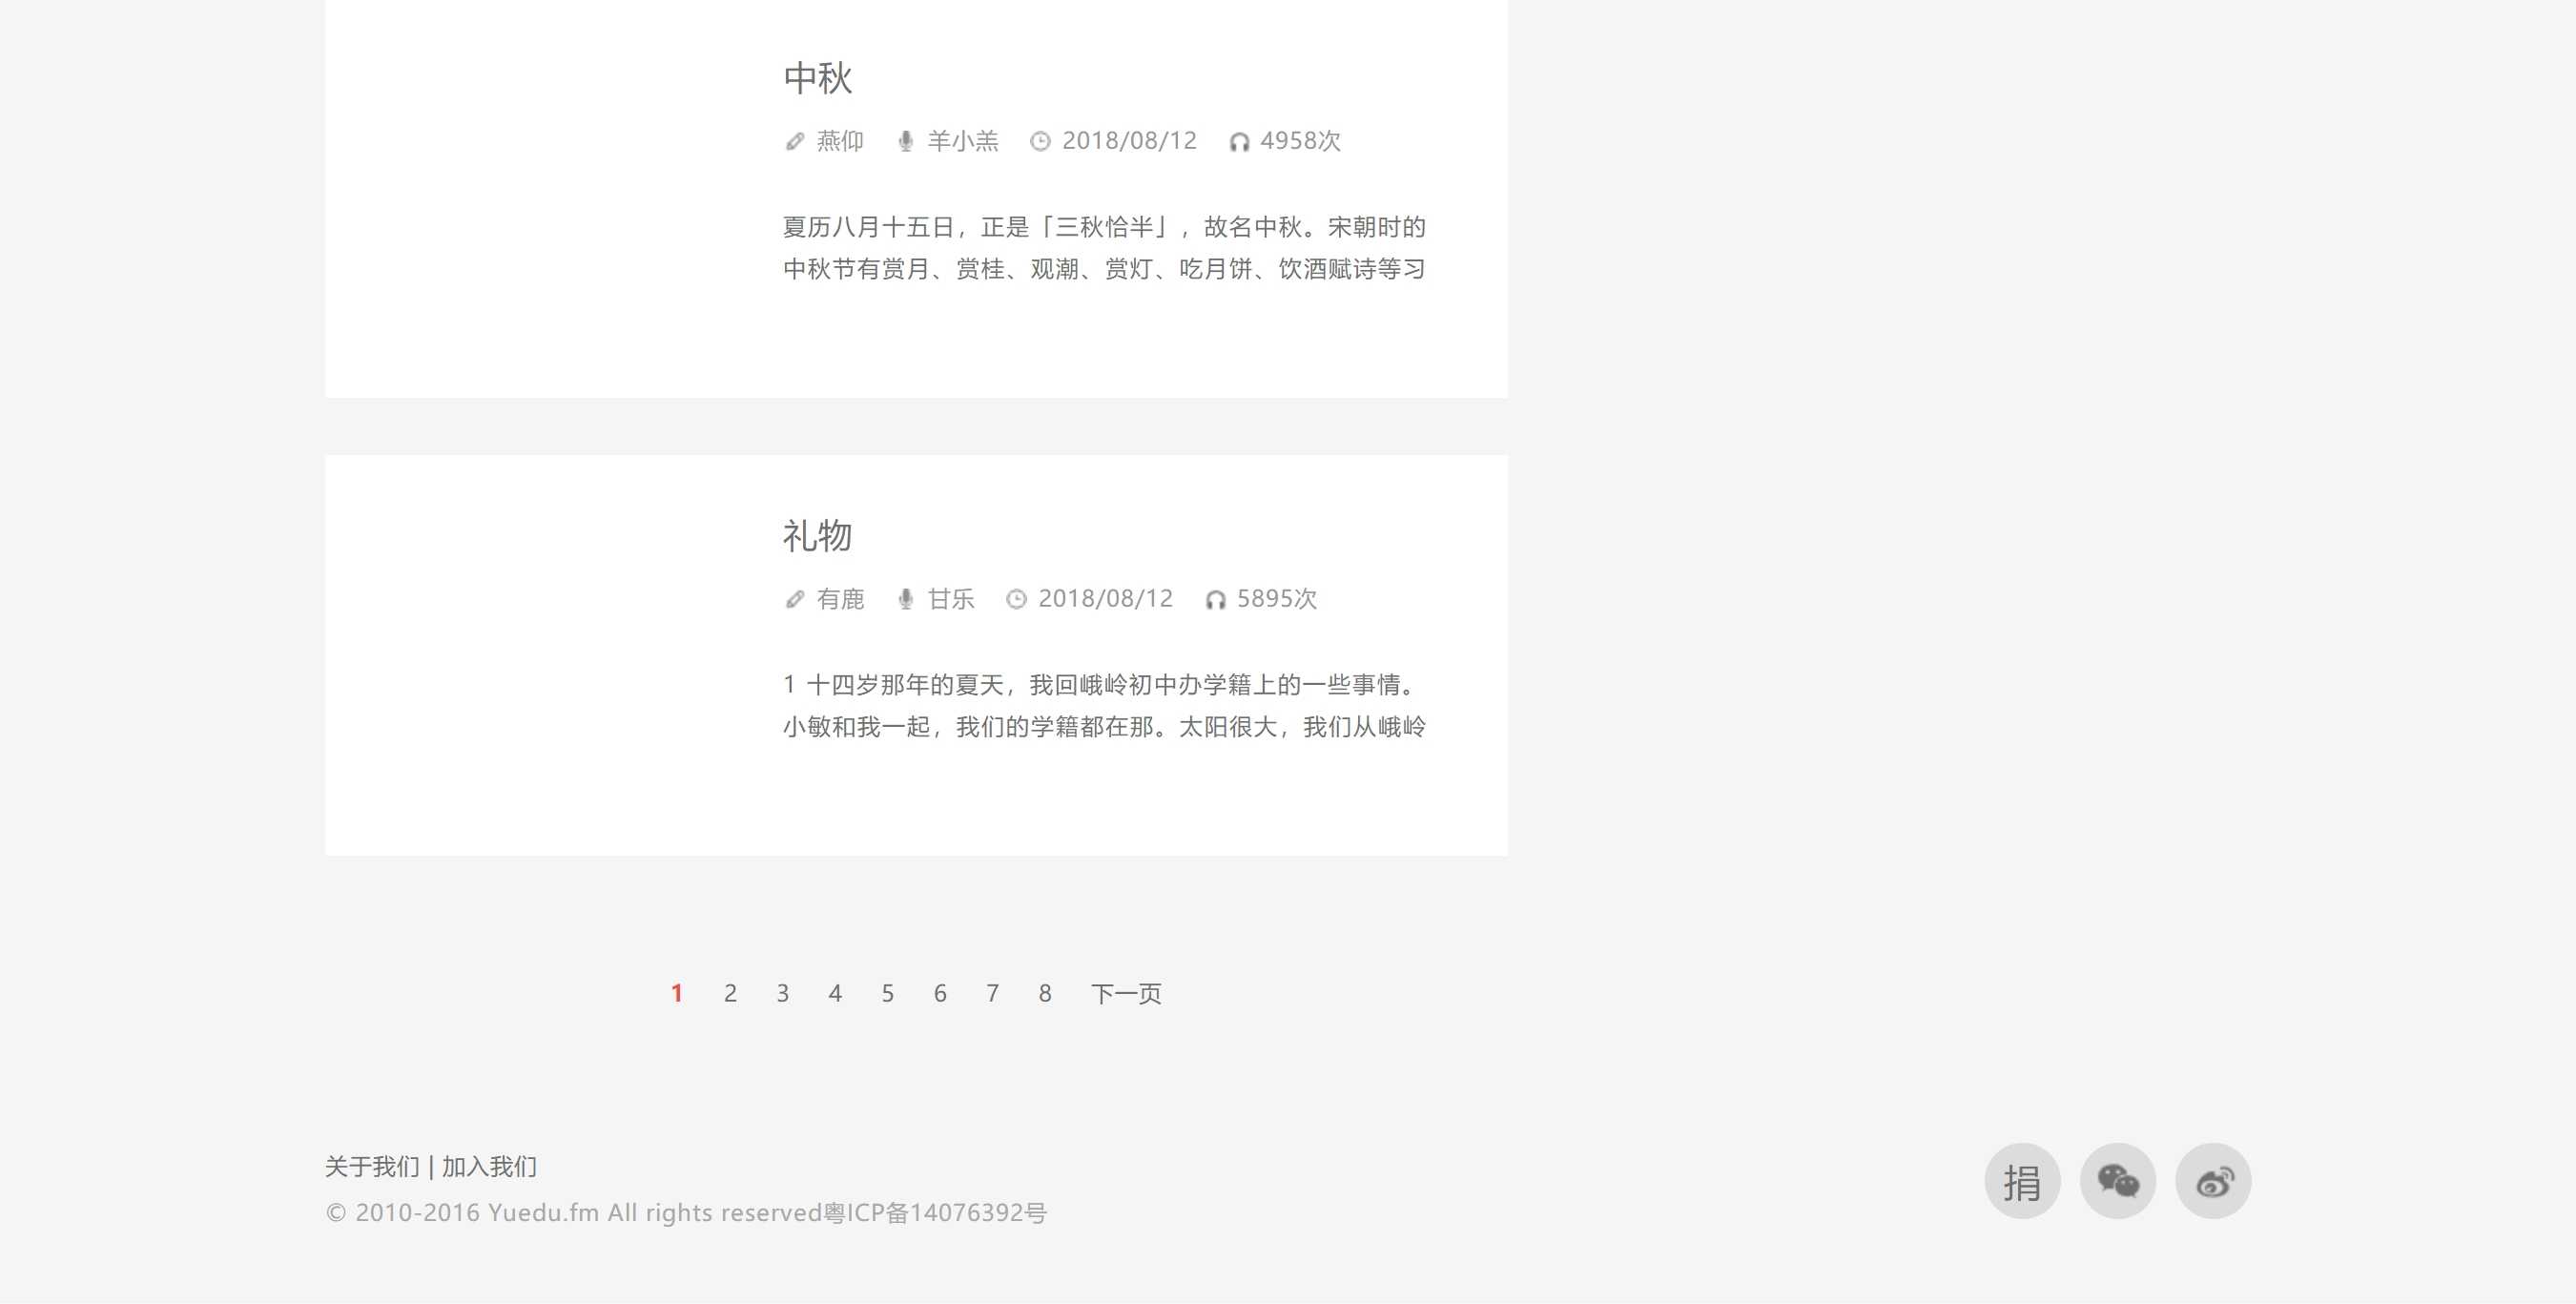 中秋
燕仰 羊小羔 2018/08/12 4958次
夏历八月十五日，正是「三秋恰半」，故名中秋。宋朝时的
中秋节有赏月、赏桂、观潮、赏灯、吃月饼、饮酒赋诗等习
礼物
有鹿 甘乐 2018/08/12 5895次
1 十四岁那年的夏天，我回峨岭初中办学籍上的一些事情。
小敏和我一起，我们的学籍都在那。太阳很大，我们从峨岭
1 2 3 4 5 6 7 8 下一页
关于我们 | 加入我们
© 2010-2016 Yuedu.fm All rights reserved粤ICP备14076392号
捐